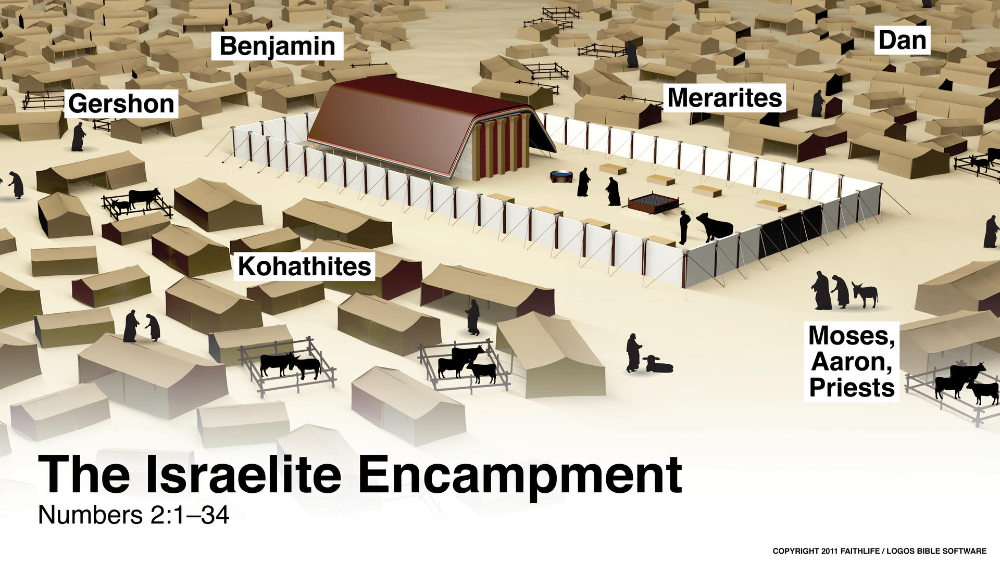 Benjamin
Dan
Gershon
Merarites
Kohathites
Moses,
Aaron,
Priests
The Israelite Encampment
Numbers 2:1–34
COPYRIGHT 2011 FAITHLIFE / LOGOS BIBLE SOFTWARE